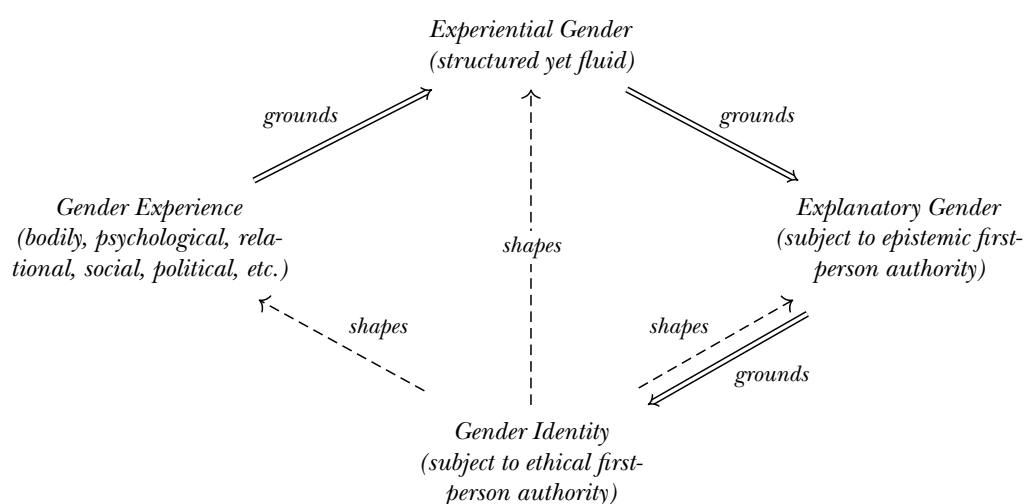 Experiential Gender
(structured yet fluid)
grounds
grounds
Gender Experience
(bodily, psychological, rela-
tional, social, political, etc.)
shapes
Explanatory Gender
(subject to epistemic first-
person authority)
shapes
shapes
grounds
Gender Identity
(subject to ethical first-
person authority)